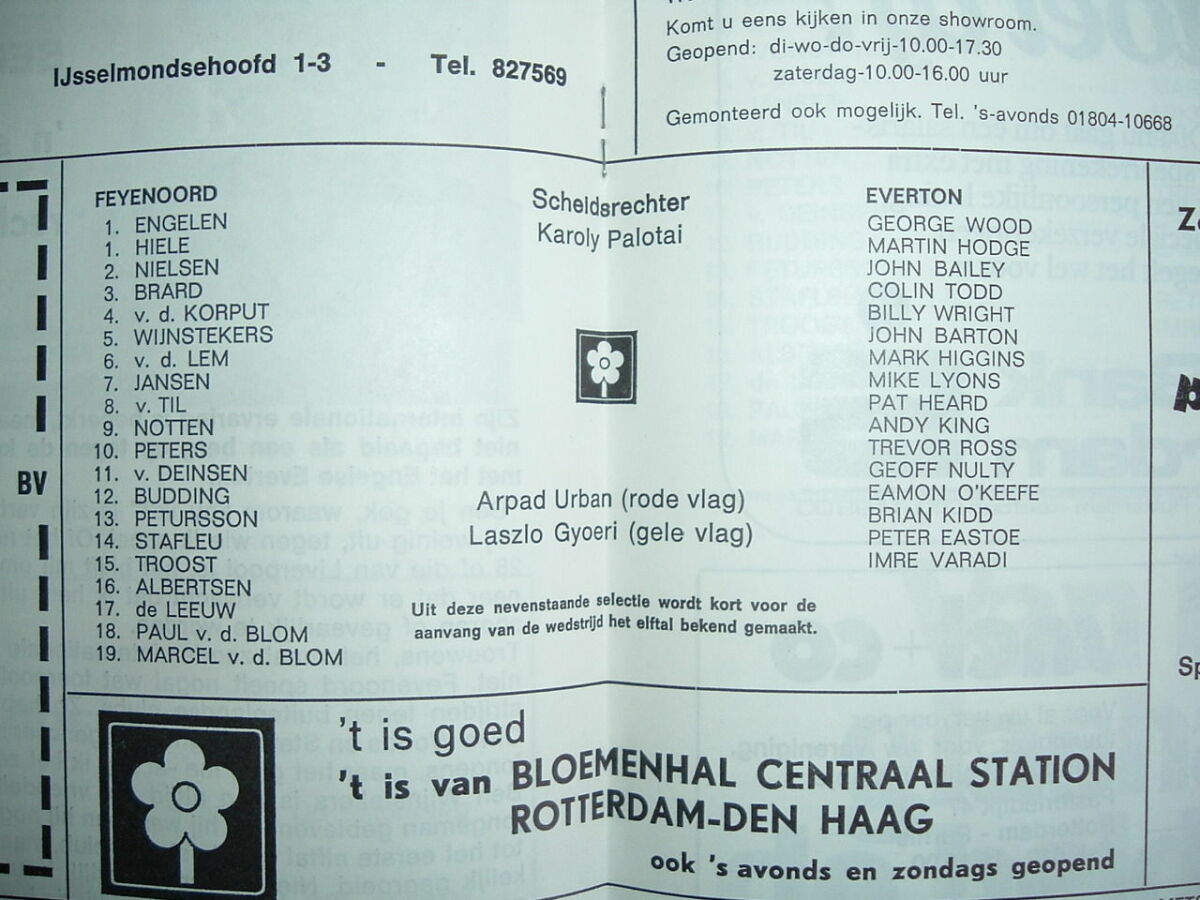 IJsselmondsehoofd 1-3 - Tel. 827569
Komt u eens kijken in onze showroom.
Geopend: di-wo-do-vrij-10.00-17.30
zaterdag-10.00-16.00 uur
Gemonteerd ook mogelijk. Tel. 's-avonds 01804-10668
BV
FEYENOORD
1. ENGELEN
1. HIELE
2. NIELSEN
3. BRARD
4. v. d. KORPUT
5. WIJNSTEKERS
6. v. d. LEM
7. JANSEN
8. v. TIL
9. NOTTEN
10. PETERS
11. v. DEINSEN
12. BUDDING
13. PETURSSON
14. STAFLEU
15. TROOST
16. ALBERTSEN
17. de LEEUW
18. PAUL v. d. BLOM
19. MARCEL v. d. BLOM
Scheidsrechter
Karoly Palotai
Arpad Urban (rode vlag)
Laszlo Gyoeri (gele vlag)
Uit deze nevenstaande selectie wordt kort voor de
aanvang van de wedstrijd het elftal bekend gemaakt.
EVERTON
GEORGE WOOD
MARTIN HODGE
JOHN BAILEY
COLIN TODD
BILLY WRIGHT
JOHN BARTON
MARK HIGGINS
MIKE LYONS
PAT HEARD
ANDY KING
TREVOR ROSS
GEOFF NULTY
EAMON O'KEEFE
BRIAN KIDD
PETER EASTOE
IMRE VARADI
't is goed
't is van BLOEMENHAL CENTRAAL STATION
ROTTERDAM-DEN HAAG
ook 's avonds en zondags geopend